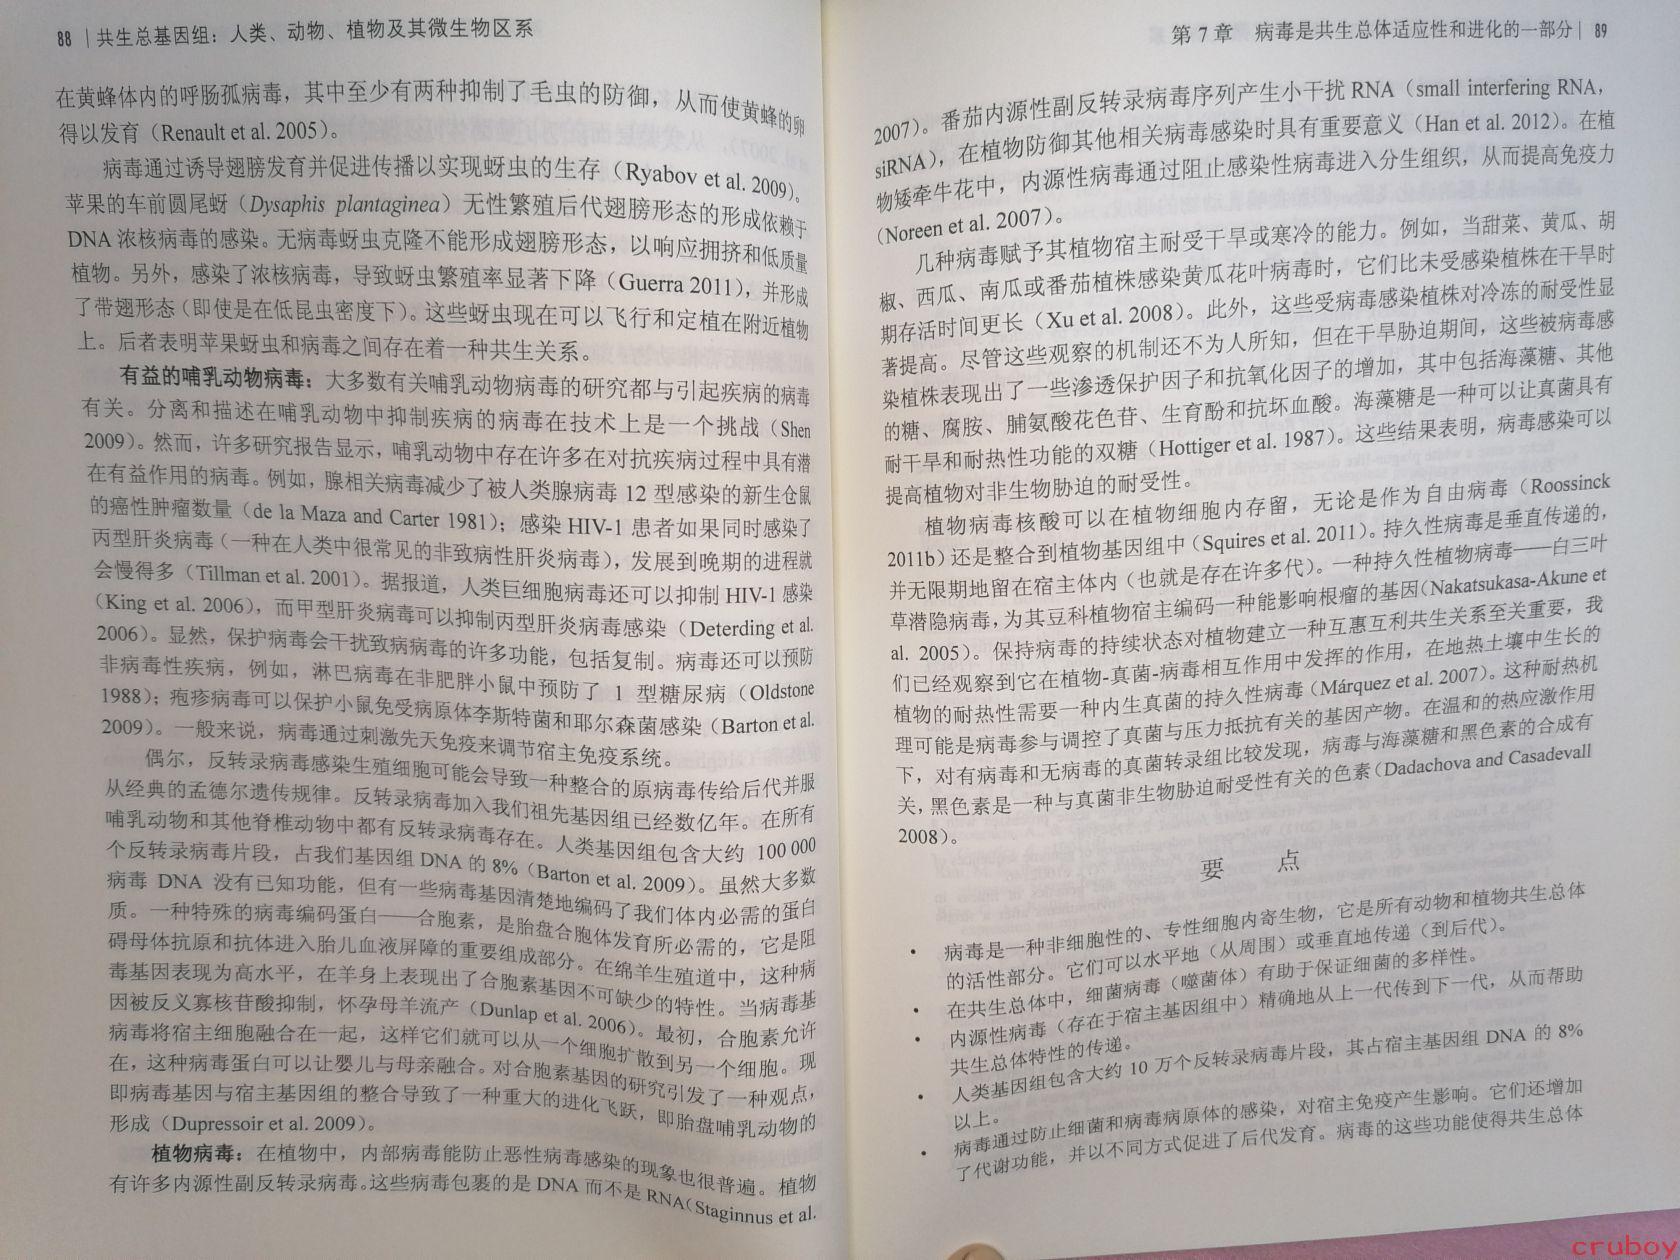 88 | 共生总基因组：人类、动物、植物及其微生物区系
在黄蜂体内的呼肠孤病毒，其中至少有两种抑制了毛虫的防御，从而使黄蜂的卵
得以发育（Renault et al. 2005）。
病毒通过诱导翅膀发育并促进传播以实现蚜虫的生存（Ryabov et al. 2009）。
苹果的车前圆尾蚜（Dysaphis plantaginea）无性繁殖后代翅膀形态的形成依赖于
DNA 浓核病毒的感染。无病毒蚜虫克隆不能形成翅膀形态，以响应拥挤和低质量
植物。另外，感染了浓核病毒，导致蚜虫繁殖率显著下降（Guerra 2011），并形成
了带翅形态（即使是在低昆虫密度下）。这些蚜虫现在可以飞行和定植在附近植物
上。后者表明苹果蚜虫和病毒之间存在着一种共生关系。
有益的哺乳动物病毒：大多数有关哺乳动物病毒的研究都与引起疾病的病毒
有关。分离和描述在哺乳动物中抑制疾病的病毒在技术上是一个挑战（Shen
2009）。然而，许多研究报告显示，哺乳动物中存在许多在对抗疾病过程中具有潜
在有益作用的病毒。例如，腺相关病毒减少了被人类腺病毒 12 型感染的新生仓鼠
的癌性肿瘤数量（de la Maza and Carter 1981）；感染 HIV-1 患者如果同时感染了
丙型肝炎病毒（一种在人类中很常见的非致病性肝炎病毒），发展到晚期的进程就
会慢得多（Tillman et al. 2001）。据报道，人类巨细胞病毒还可以抑制 HIV-1 感染
（King et al. 2006），而甲型肝炎病毒可以抑制丙型肝炎病毒感染（Deterding et al.
2006）。显然，保护病毒会干扰致病病毒的许多功能，包括复制。病毒还可以预防
非病毒性疾病，例如，淋巴病毒在非肥胖小鼠中预防了 1 型糖尿病（Oldstone
1988）；疱疹病毒可以保护小鼠免受病原体李斯特菌和耶尔森菌感染（Barton et al.
2009）。一般来说，病毒通过刺激先天免疫来调节宿主免疫系统。
偶尔，反转录病毒感染生殖细胞可能会导致一种整合的原病毒传给后代并服
从经典的孟德尔遗传规律。反转录病毒加入我们祖先基因组已经数亿年。在所有
哺乳动物和其他脊椎动物中都有反转录病毒存在。人类基因组包含大约 100 000
个反转录病毒片段，占我们基因组 DNA 的 8%（Barton et al. 2009）。虽然大多数
病毒 DNA 没有已知功能，但有一些病毒基因清楚地编码了我们体内必需的蛋白
质。一种特殊的病毒编码蛋白——合胞素，是胎盘合胞体发育所必需的，它是阻
碍母体抗原和抗体进入胎儿血液屏障的重要组成部分。在绵羊生殖道中，这种病
毒基因表现为高水平，在羊身上表现出了合胞素基因不可缺少的特性。当病毒基
因被反义寡核苷酸抑制，怀孕母羊流产（Dunlap et al. 2006）。最初，合胞素允许
病毒将宿主细胞融合在一起，这样它们就可以从一个细胞扩散到另一个细胞。现
在，这种病毒蛋白可以让婴儿与母亲融合。对合胞素基因的研究引发了一种观点，
即病毒基因与宿主基因组的整合导致了一种重大的进化飞跃，即胎盘哺乳动物的
形成（Dupressoir et al. 2009）。
植物病毒：在植物中，内部病毒能防止恶性病毒感染的现象也很普遍。植物
有许多内源性副反转录病毒。这些病毒包裹的是 DNA 而不是 RNA（Staginnus et al.
第 7 章 病毒是共生总体适应性和进化的一部分 | 89
2007）。番茄内源性副反转录病毒序列产生小干扰 RNA（small interfering RNA，
siRNA），在植物防御其他相关病毒感染时具有重要意义（Han et al. 2012）。在植
物矮牵牛花中，内源性病毒通过阻止感染性病毒进入分生组织，从而提高免疫力
（Noreen et al. 2007）。
几种病毒赋予其植物宿主耐受干旱或寒冷的能力。例如，当甜菜、黄瓜、胡
椒、西瓜、南瓜或番茄植株感染黄瓜花叶病毒时，它们比未受感染植株在干旱时
期存活时间更长（Xu et al. 2008）。此外，这些受病毒感染植株对冷冻的耐受性显
著提高。尽管这些观察的机制还不为人所知，但在干旱胁迫期间，这些被病毒感
染植株表现出了一些渗透保护因子和抗氧化因子的增加，其中包括海藻糖、其他
的糖、腐胺、脯氨酸花色苷、生育酚和抗坏血酸。海藻糖是一种可以让真菌具有
耐干旱和耐热性功能的双糖（Hottiger et al. 1987）。这些结果表明，病毒感染可以
提高植物对非生物胁迫的耐受性。
植物病毒核酸可以在植物细胞内存留，无论是作为自由病毒（Roossinck
2011b）还是整合到植物基因组中（Squires et al. 2011）。持久性病毒是垂直传递的，
并无限期地留在宿主体内（也就是存在许多代）。一种持久性植物病毒——白三叶
草潜隐病毒，为其豆科植物宿主编码一种能影响根瘤的基因（Nakatsukasa-Akune et
al. 2005）。保持病毒的持续状态对植物建立一种互惠互利共生关系至关重要，我
们已经观察到它在植物-真菌-病毒相互作用中发挥的作用，在地热土壤中生长的
植物的耐热性需要一种内生真菌的持久性病毒（Márquez et al. 2007）。这种耐热机
理可能是病毒参与调控了真菌与压力抵抗有关的基因产物。在温和的热应激作用
下，对有病毒和无病毒的真菌转录组比较发现，病毒与海藻糖和黑色素的合成有
关，黑色素是一种与真菌非生物胁迫耐受性有关的色素（Dadachova and Casadevall
2008）。
要 点
• 病毒是一种非细胞性的、专性细胞内寄生物，它是所有动物和植物共生总体
的活性部分。它们可以水平地（从周围）或垂直地传递（到后代）。
• 在共生总体中，细菌病毒（噬菌体）有助于保证细菌的多样性。
• 内源性病毒（存在于宿主基因组中）精确地从上一代传到下一代，从而帮助
共生总体特性的传递。
• 人类基因组包含大约 10 万个反转录病毒片段，其占宿主基因组 DNA 的 8%
以上。
• 病毒通过防止细菌和病毒病原体的感染，对宿主免疫产生影响。它们还增加
了代谢功能，并以不同方式促进了后代发育。病毒的这些功能使得共生总体
cruboy